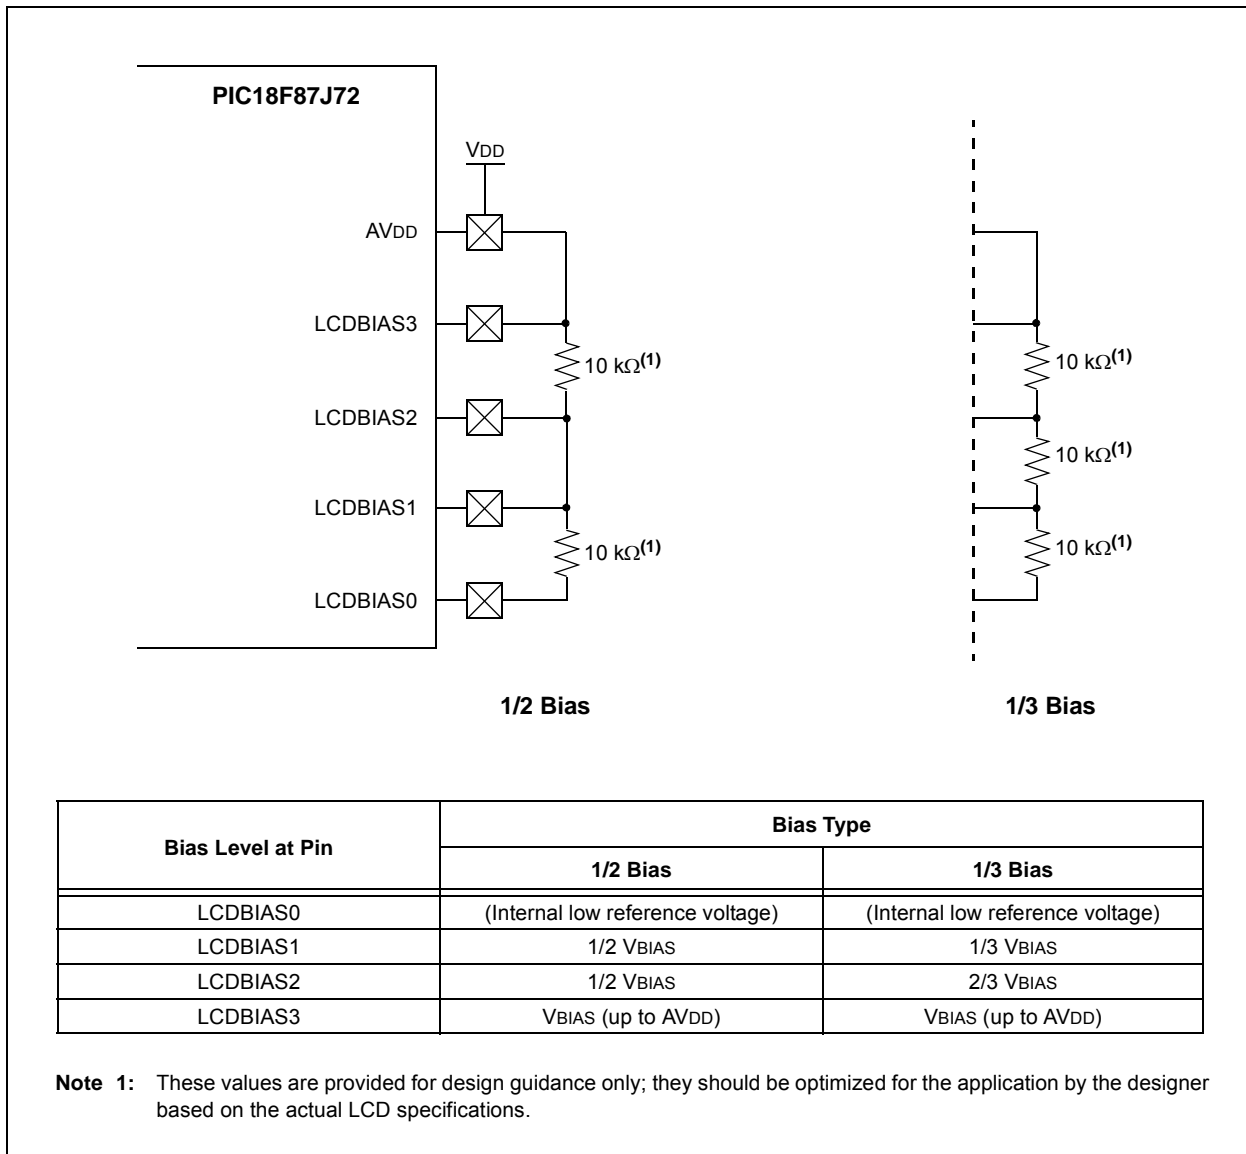 PIC18F87J72
VDD
AVDD
LCDBIAS3
10 kΩ(1)
10 kΩ(1)
LCDBIAS2
10 kΩ(1)
LCDBIAS1
10 kΩ(1)
10 kΩ(1)
LCDBIAS0
1/2 Bias
1/3 Bias
Bias Level at Pin
Bias Type
1/2 Bias
1/3 Bias
LCDBIAS0 (Internal low reference voltage) (Internal low reference voltage)
LCDBIAS1 1/2 VBIAS 1/3 VBIAS
LCDBIAS2 1/2 VBIAS 2/3 VBIAS
LCDBIAS3 VBIAS (up to AVDD) VBIAS (up to AVDD)
Note 1: These values are provided for design guidance only; they should be optimized for the application by the designer
based on the actual LCD specifications.